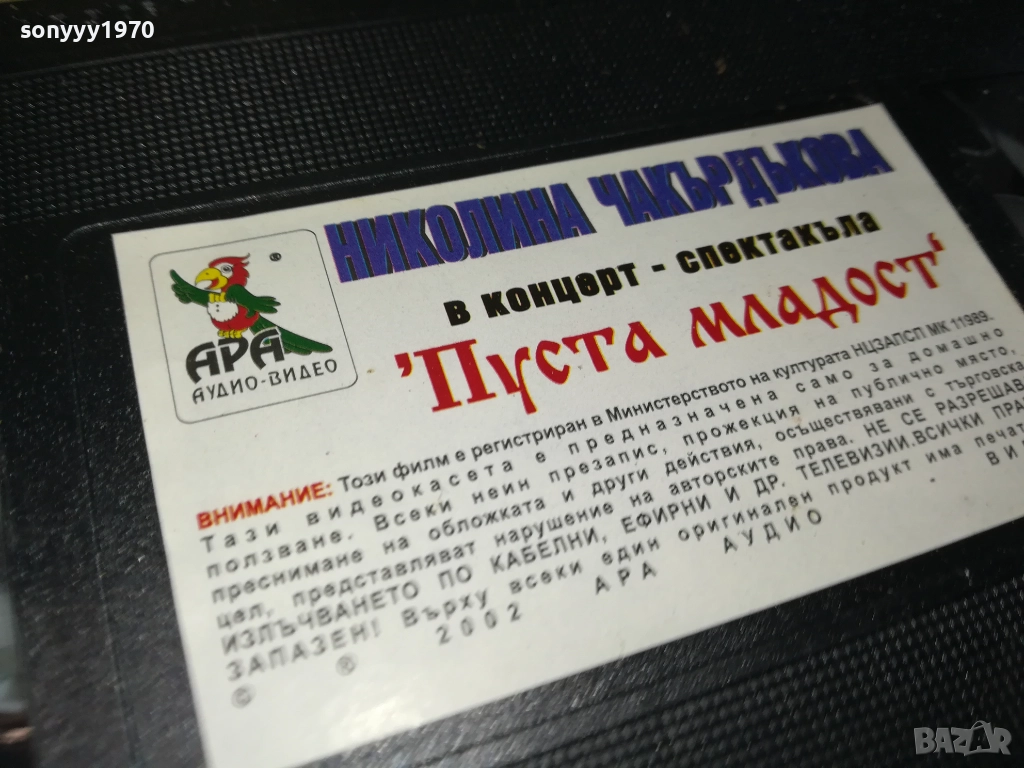 sonyyy1970
НИКОЛИНА ЧАКЪРДЪКОВА
в концерт - спектакъла
'Пуста младост'
®
АРА
АУДИО-ВИДЕО
ВНИМАНИЕ: Този филм е регистриран в Министерството на културата НЦЗАПСП МК 11989.
Тази видеокасета е предназначена само за домашно
ползване. Всеки неин презапис, прожекция на публично място,
преснимане на обложката и други действия, осъществявани с търговска
цел, представляват нарушение на авторските права. НЕ СЕ РАЗРЕШАВА
ИЗЛЪЧВАНЕТО ПО КАБЕЛНИ, ЕФИРНИ И ДР. ТЕЛЕВИЗИИ.ВСИЧКИ ПРА
ЗАПАЗЕНИ! Върху всеки един оригинален продукт има печат
© ® 2002 АРА АУДИО - ВИ
BAZAR